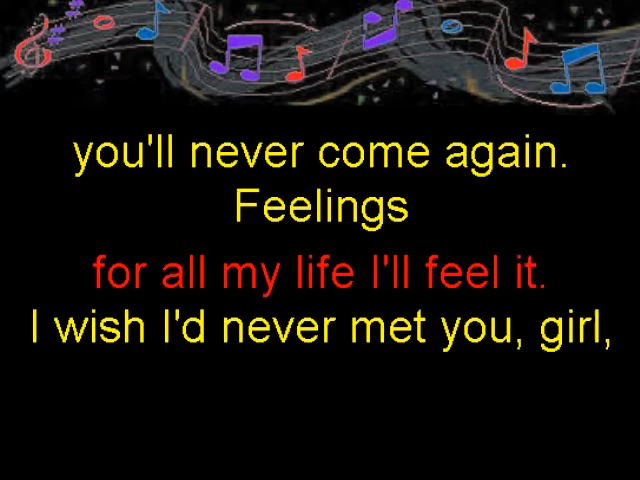 you'll never come again.
Feelings
for all my life I'll feel it.
I wish I'd never met you, girl,